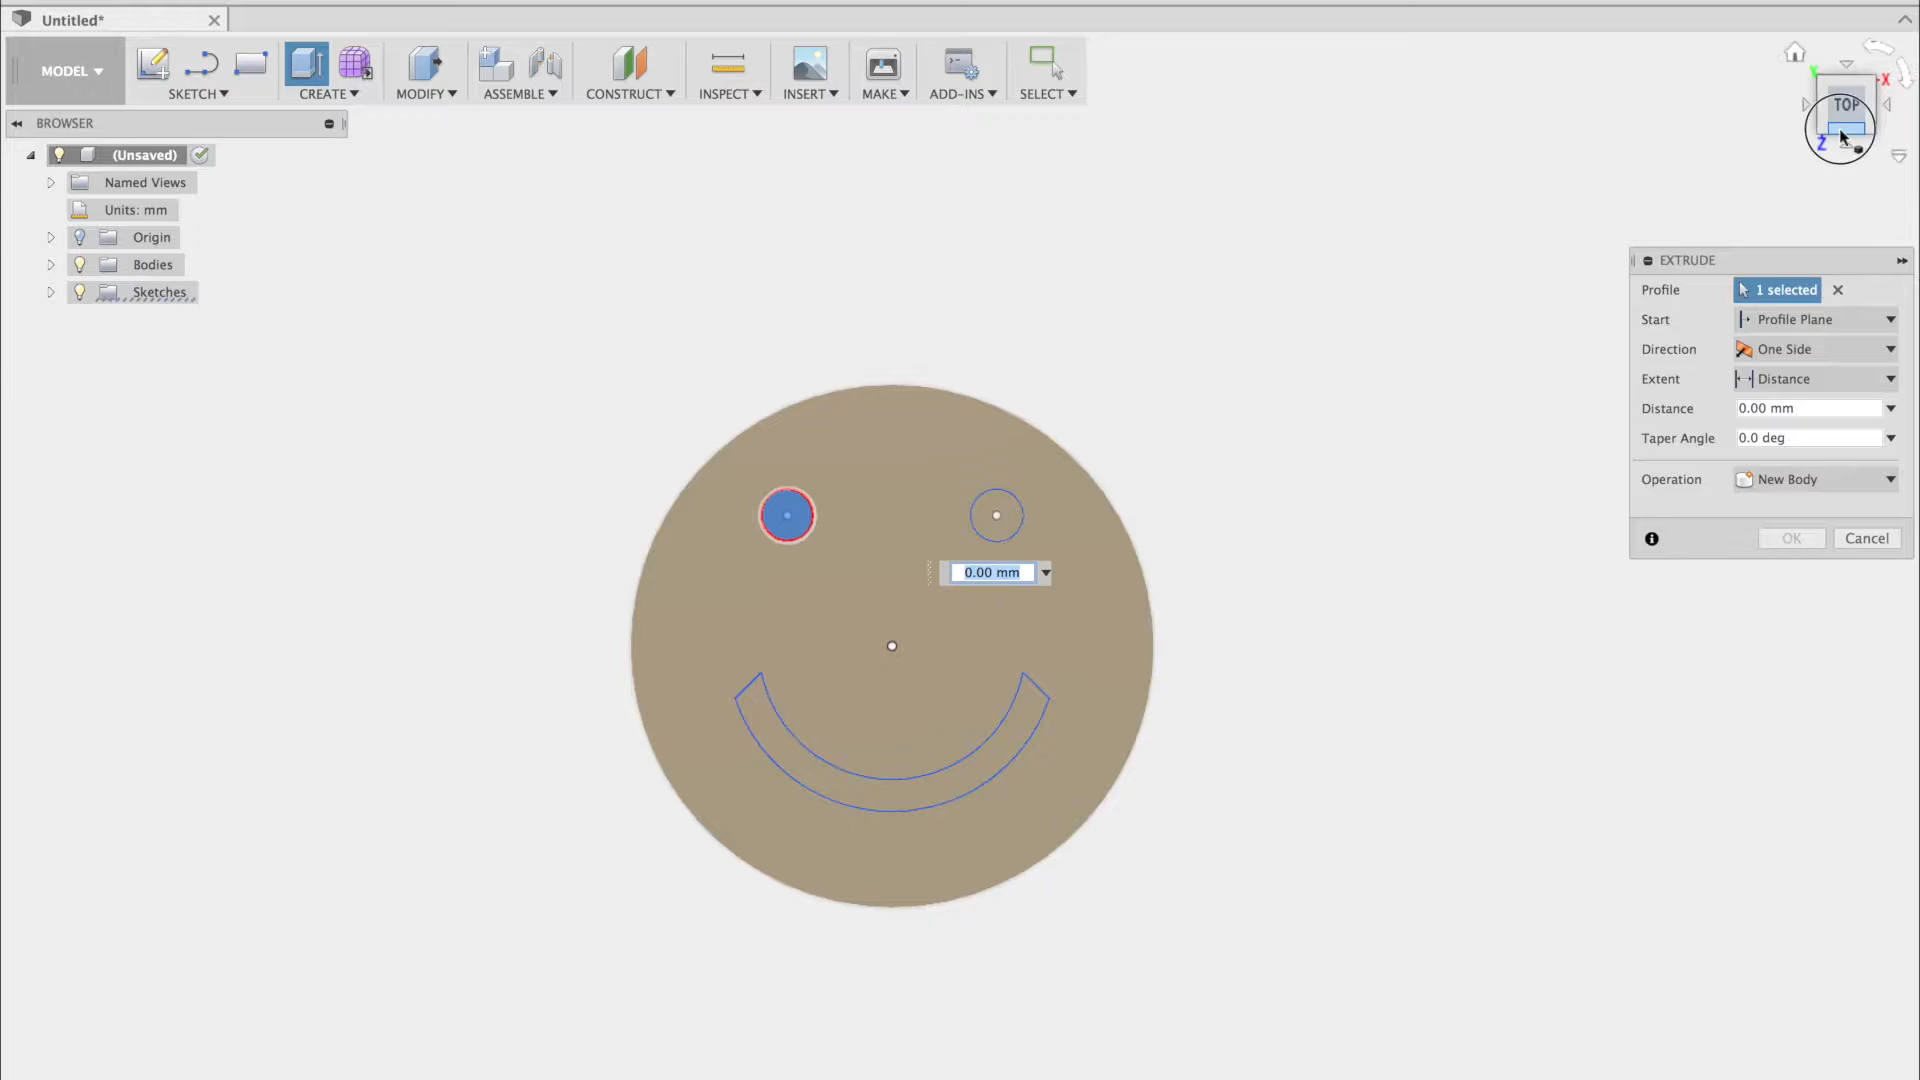 Untitled*
MODEL
SKETCH
CREATE
MODIFY
ASSEMBLE
CONSTRUCT
INSPECT
INSERT
MAKE
ADD-INS
SELECT
BROWSER
(Unsaved)
Named Views
Units: mm
Origin
Bodies
Sketches
TOP
X
Y
Z
EXTRUDE
Profile 1 selected
Start Profile Plane
Direction One Side
Extent Distance
Distance 0.00 mm
Taper Angle 0.0 deg
Operation New Body
OK Cancel
0.00 mm